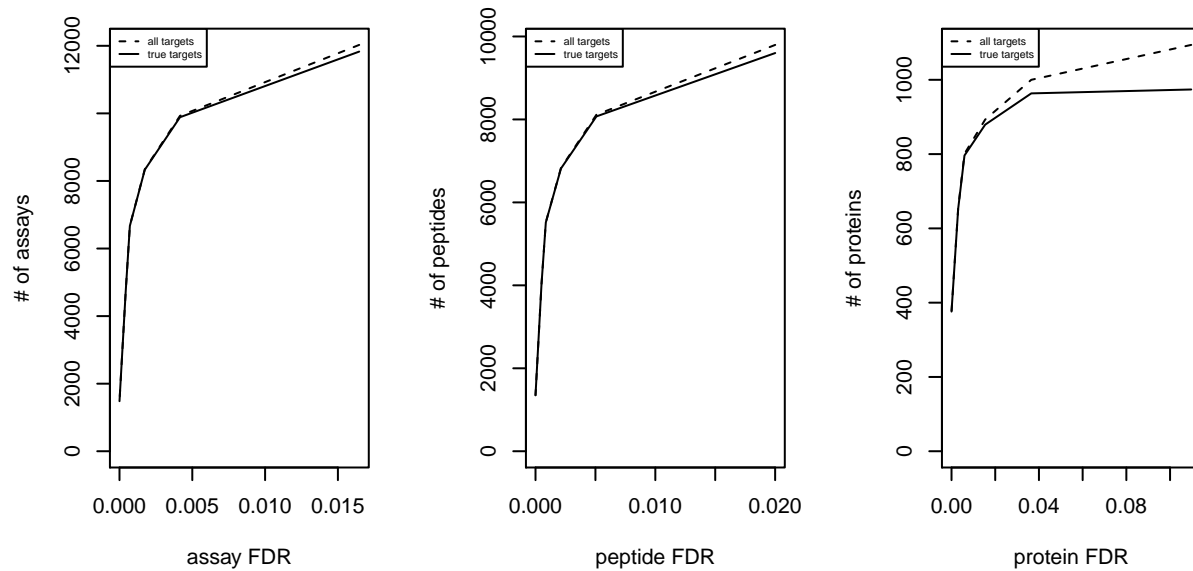 all targets
true targets
# of assays
0
2000
4000
6000
8000
12000
0.000
0.005
0.010
0.015
assay FDR
all targets
true targets
# of peptides
0
2000
4000
6000
8000
10000
0.000
0.010
0.020
peptide FDR
all targets
true targets
# of proteins
0
200
400
600
800
1000
0.00
0.04
0.08
protein FDR